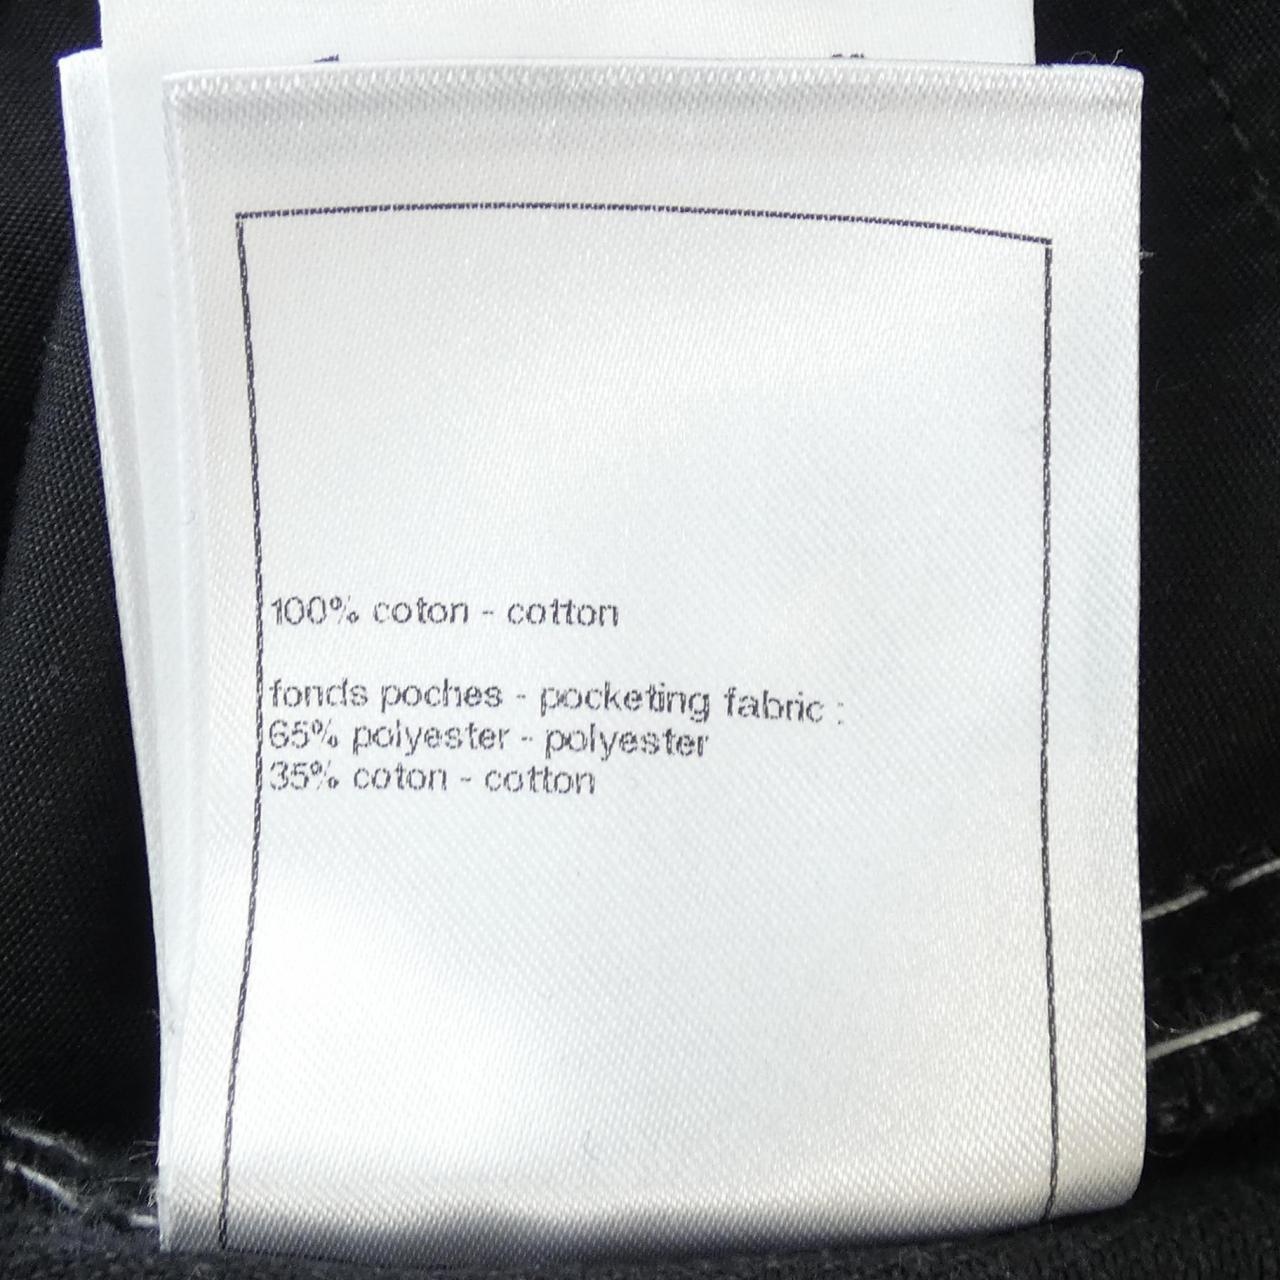 100% coton - cotton
fonds poches - pocketing fabric :
65% polyester - polyester
35% coton - cotton